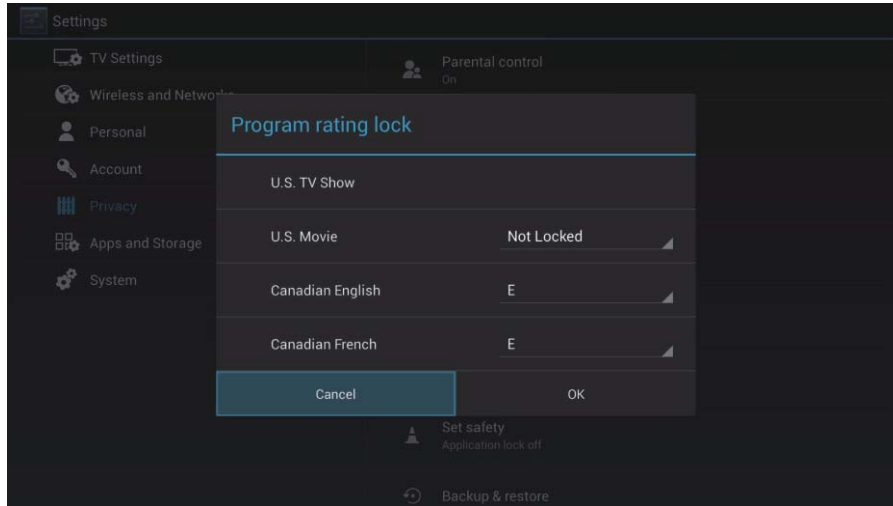 Settings
TV Settings
Wireless and Networks
Personal
Account
Privacy
Apps and Storage
System
Parental control
On
Program rating lock
U.S. TV Show
U.S. Movie Not Locked
Canadian English E
Canadian French E
Cancel OK
Set safety
Application lock off
Backup & restore